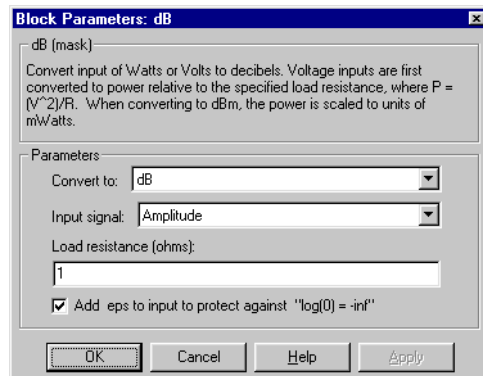 Block Parameters: dB
dB (mask)
Convert input of Watts or Volts to decibels. Voltage inputs are first
converted to power relative to the specified load resistance, where P =
(V^2)/R. When converting to dBm, the power is scaled to units of
mWatts.
Parameters
Convert to: dB
Input signal: Amplitude
Load resistance (ohms):
1
Add eps to input to protect against "log(0) = -inf"
OK Cancel Help Apply